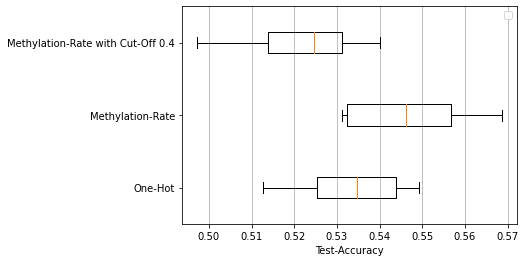 Methylation-Rate with Cut-Off 0.4
Methylation-Rate
One-Hot
0.50 0.51 0.52 0.53 0.54 0.55 0.56 0.57
Test-Accuracy